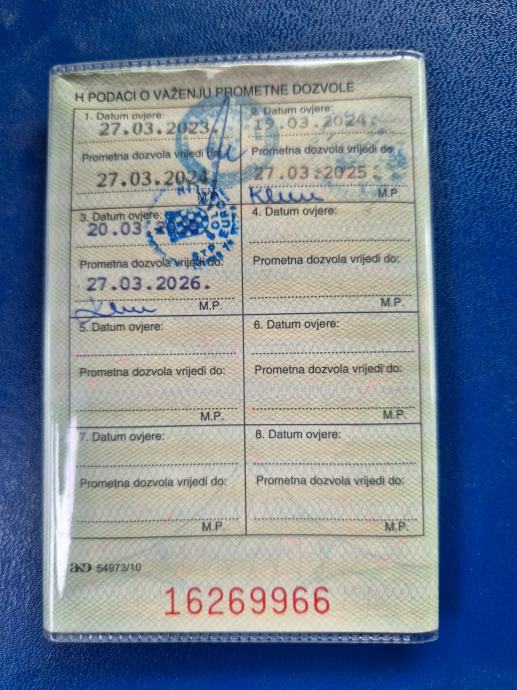 H PODACI O VAŽENJU PROMETNE DOZVOLE
1. Datum ovjere:
27.03.2023.
Prometna dozvola vrijedi do:
27.03.2024.
M.P.
2. Datum ovjere:
19.03.2024.
Prometna dozvola vrijedi do:
27.03.2025.
M.P.
3. Datum ovjere:
20.03.
Prometna dozvola vrijedi do:
27.03.2026.
M.P.
4. Datum ovjere:
Prometna dozvola vrijedi do:
M.P.
5. Datum ovjere:
Prometna dozvola vrijedi do:
M.P.
6. Datum ovjere:
Prometna dozvola vrijedi do:
M.P.
7. Datum ovjere:
Prometna dozvola vrijedi do:
M.P.
8. Datum ovjere:
Prometna dozvola vrijedi do:
M.P.
AKD 54973/10
16269966